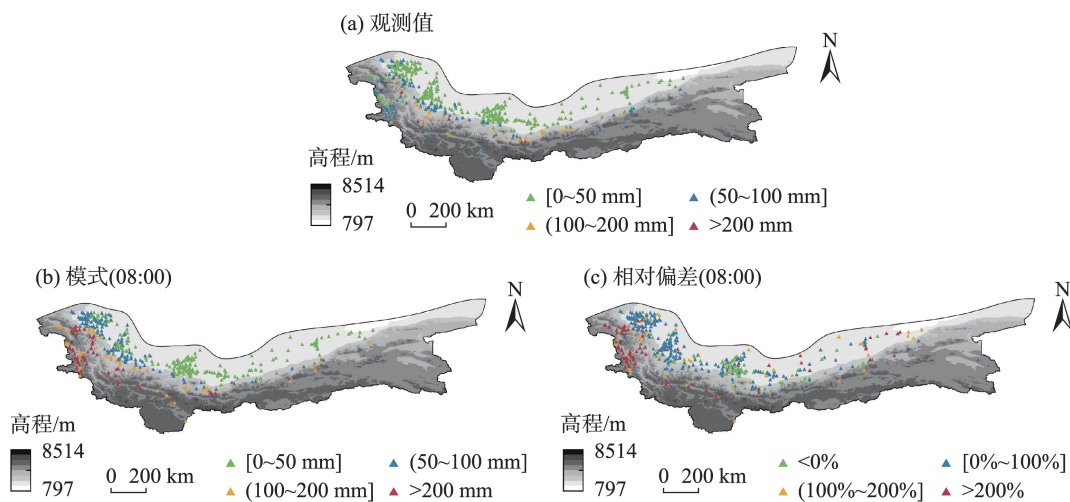 (a) 观测值
N
高程/m
8514
797
0 200 km
[0~50 mm]
(50~100 mm]
(100~200 mm]
>200 mm
(b) 模式(08:00)
N
高程/m
8514
797
0 200 km
[0~50 mm]
(50~100 mm]
(100~200 mm]
>200 mm
(c) 相对偏差(08:00)
N
高程/m
8514
797
0 200 km
<0%
[0%~100%]
(100%~200%]
>200%